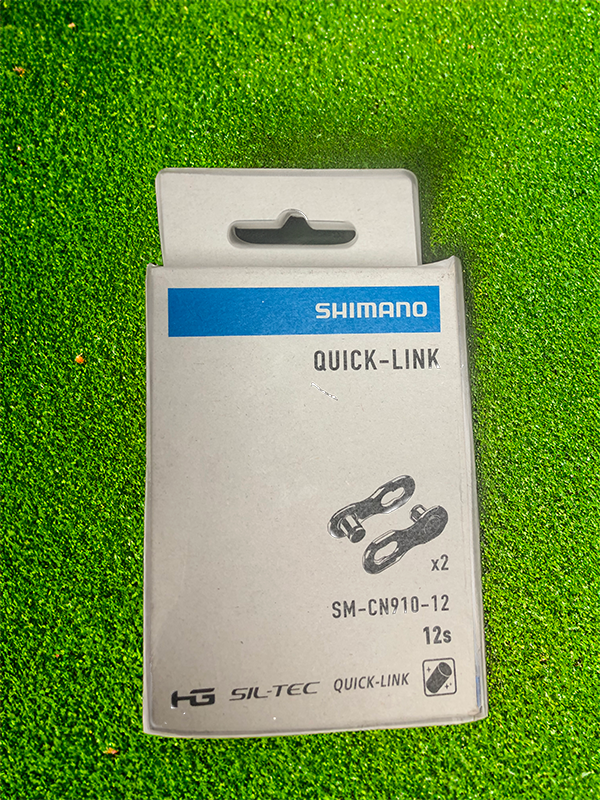 SHIMANO
QUICK-LINK
x2
SM-CN910-12
12s
HG SIL-TEC QUICK-LINK